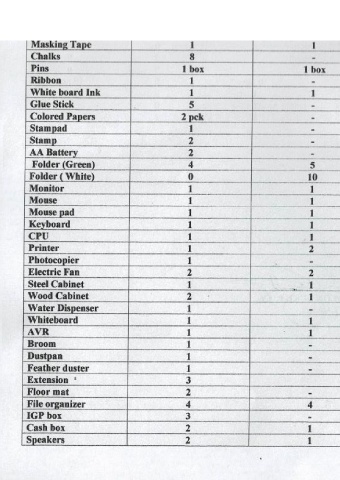 Masking Tape 1 1
Chalks 8 -
Pins 1 box 1 box
Ribbon 1 -
White board Ink 1 1
Glue Stick 5 -
Colored Papers 2 pck -
Stampad 1 -
Stamp 2 -
AA Battery 2 -
Folder (Green) 4 5
Folder ( White) 0 10
Monitor 1 1
Mouse 1 1
Mouse pad 1 1
Keyboard 1 1
CPU 1 1
Printer 1 2
Photocopier 1 -
Electric Fan 2 2
Steel Cabinet 1 1
Wood Cabinet 2 1
Water Dispenser 1 -
Whiteboard 1 1
AVR 1 1
Broom 1 -
Dustpan 1 -
Feather duster 1 -
Extension 3
Floor mat 2 -
File organizer 4 4
IGP box 3 -
Cash box 2 1
Speakers 2 1